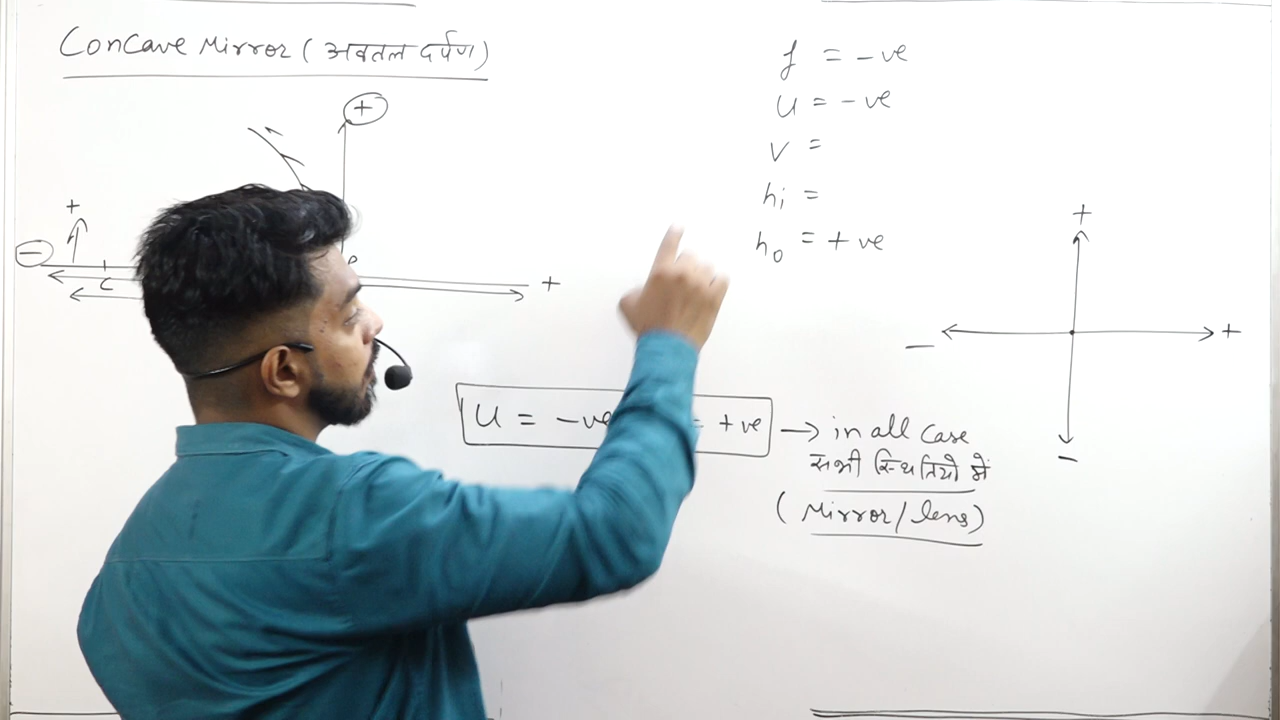 Concave Mirror ( अवतल दर्पण )
+
+
-
C
P
+
f = -ve
u = -ve
v =
hi =
ho = + ve
+
-
+
-
u = -ve = +ve → in all case
सभी स्थितियो में
( Mirror / lens )